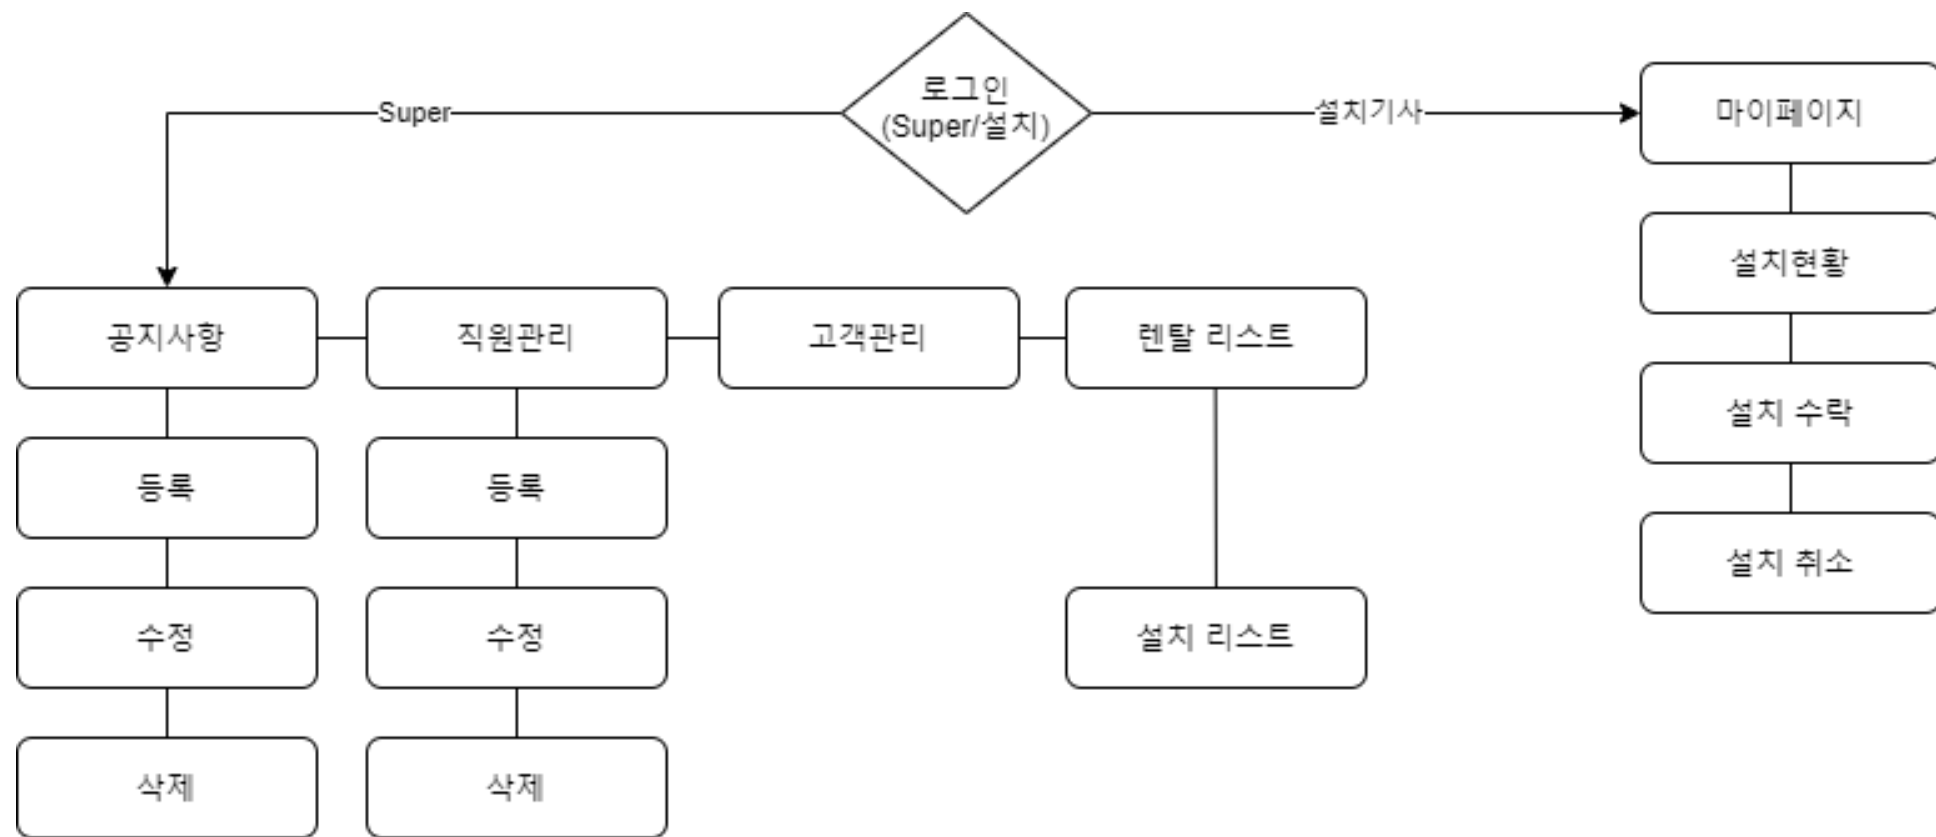 로그인
(Super/설치)
Super
설치기사
마이페이지
설치현황
설치 수락
설치 취소
공지사항
직원관리
고객관리
렌탈 리스트
등록
등록
수정
수정
설치 리스트
삭제
삭제